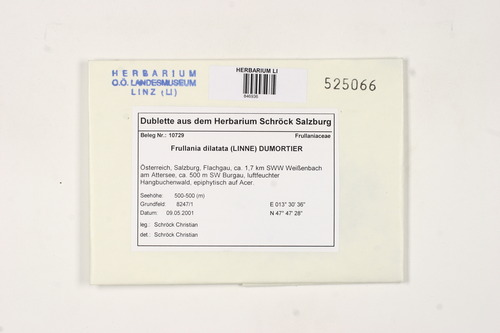 HERBARIUM
O.Ö. LANDESMUSEUM
LINZ (LI)
HERBARIUM LI
525066
Dublette aus dem Herbarium Schröck Salzburg
Beleg Nr.: 10729 Frullaniaceae
Frullania dilatata (LINNE) DUMORTIER
Österreich, Salzburg, Flachgau, ca. 1,7 km SWW Weißenbach
am Attersee, ca. 500 m SW Burgau, luftfeuchter
Hangbuchenwald, epiphytisch auf Acer.
Seehöhe: 500-500 (m)
Grundfeld 8247/1 E 013° 30' 36"
Datum: 09.05.2001 N 47° 47' 28"
leg.: Schröck Christian
det.: Schröck Christian